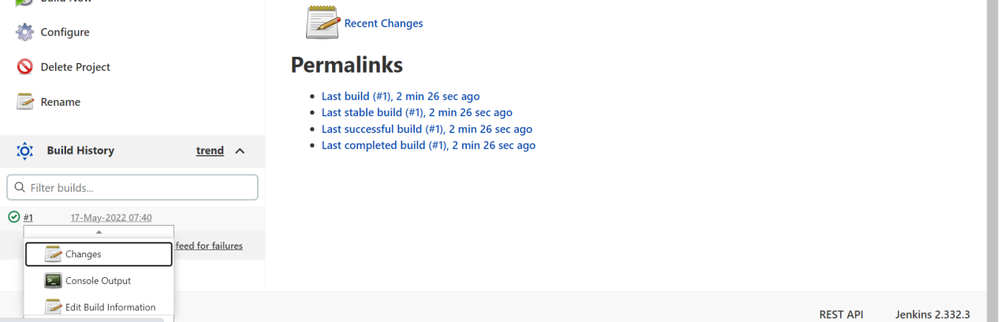 Build Now
Configure
Delete Project
Rename
Build History
trend
Filter builds...
#1
17-May-2022 07:40
feed for failures
Changes
Console Output
Edit Build Information
Recent Changes
Permalinks
Last build (#1), 2 min 26 sec ago
Last stable build (#1), 2 min 26 sec ago
Last successful build (#1), 2 min 26 sec ago
Last completed build (#1), 2 min 26 sec ago
REST API
Jenkins 2.332.3